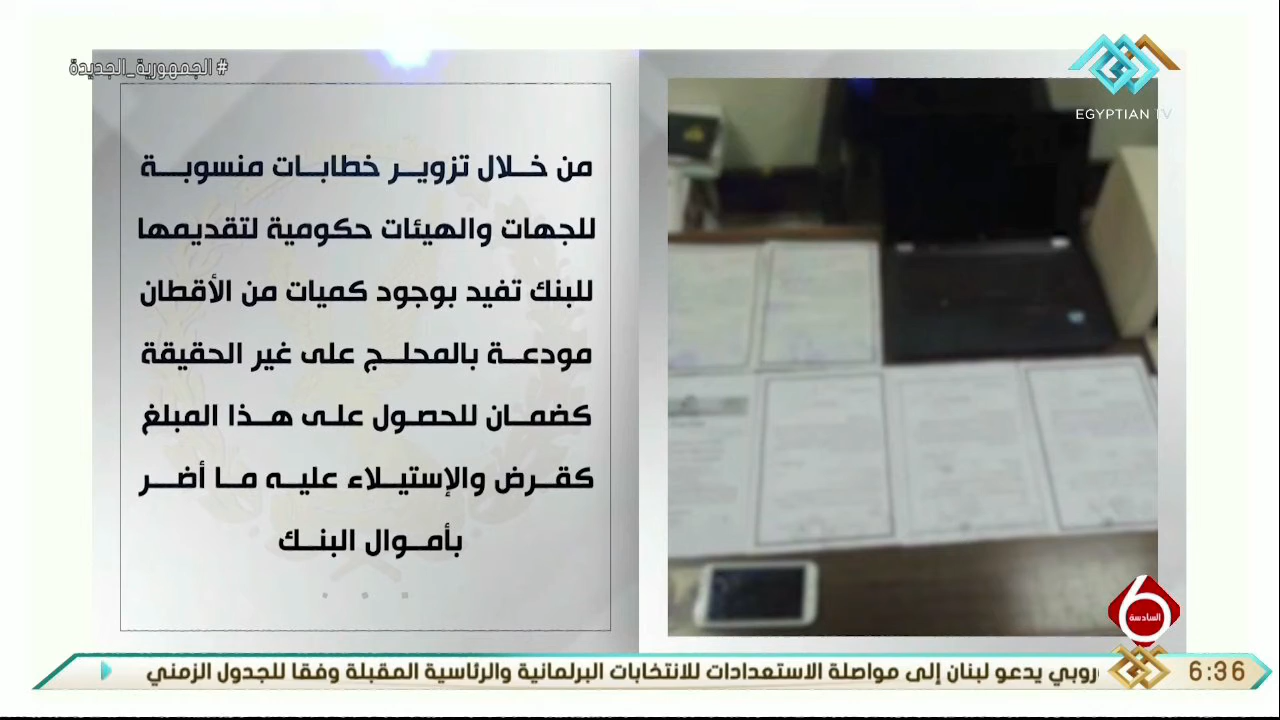 #الجمهورية_الجديدة
EGYPTIAN TV
من خلال تزوير خطابات منسوبة
للجهات والهيئات حكومية لتقديمها
للبنك تفيد بوجود كميات من الأقطان
مودعة بالمحلج على غير الحقيقة
كضمان للحصول على هذا المبلغ
كقرض والإستيلاء عليه ما أضر
بأموال البنك
6
السادسة
يدعو لبنان إلى مواصلة الاستعدادات للانتخابات البرلمانية والرئاسية المقبلة وفقا للجدول الزمني
6:36